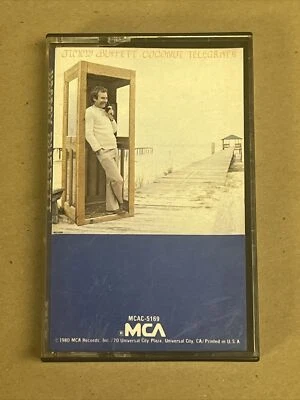 JIMMY BUFFETT COCONUT TELEGRAPH
MCAC-5169
MCA
© 1980 MCA Records, Inc./70 Universal City Plaza, Universal City, CA/Printed in U.S.A.